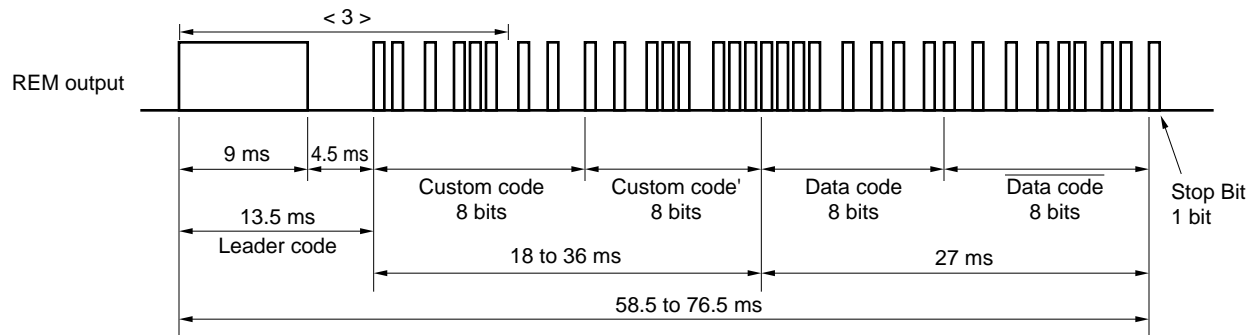 < 3 >
REM output
9 ms
4.5 ms
Custom code
8 bits
Custom code'
8 bits
Data code
8 bits
Data code
8 bits
Stop Bit
1 bit
13.5 ms
Leader code
18 to 36 ms
27 ms
58.5 to 76.5 ms